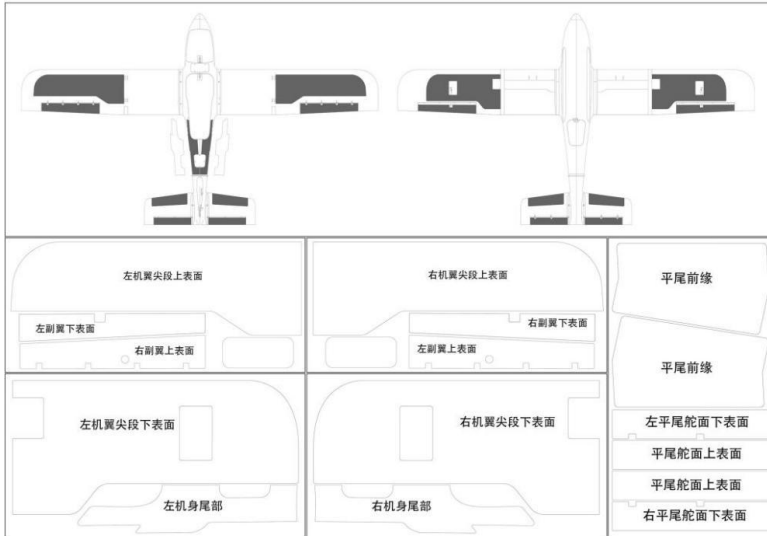 左机翼尖段上表面
左副翼下表面
右副翼上表面
右机翼尖段上表面
右副翼下表面
左副翼上表面
左机翼尖段下表面
左机身尾部
右机翼尖段下表面
右机身尾部
平尾前缘
平尾前缘
左平尾舵面下表面
平尾舵面上表面
平尾舵面上表面
右平尾舵面下表面